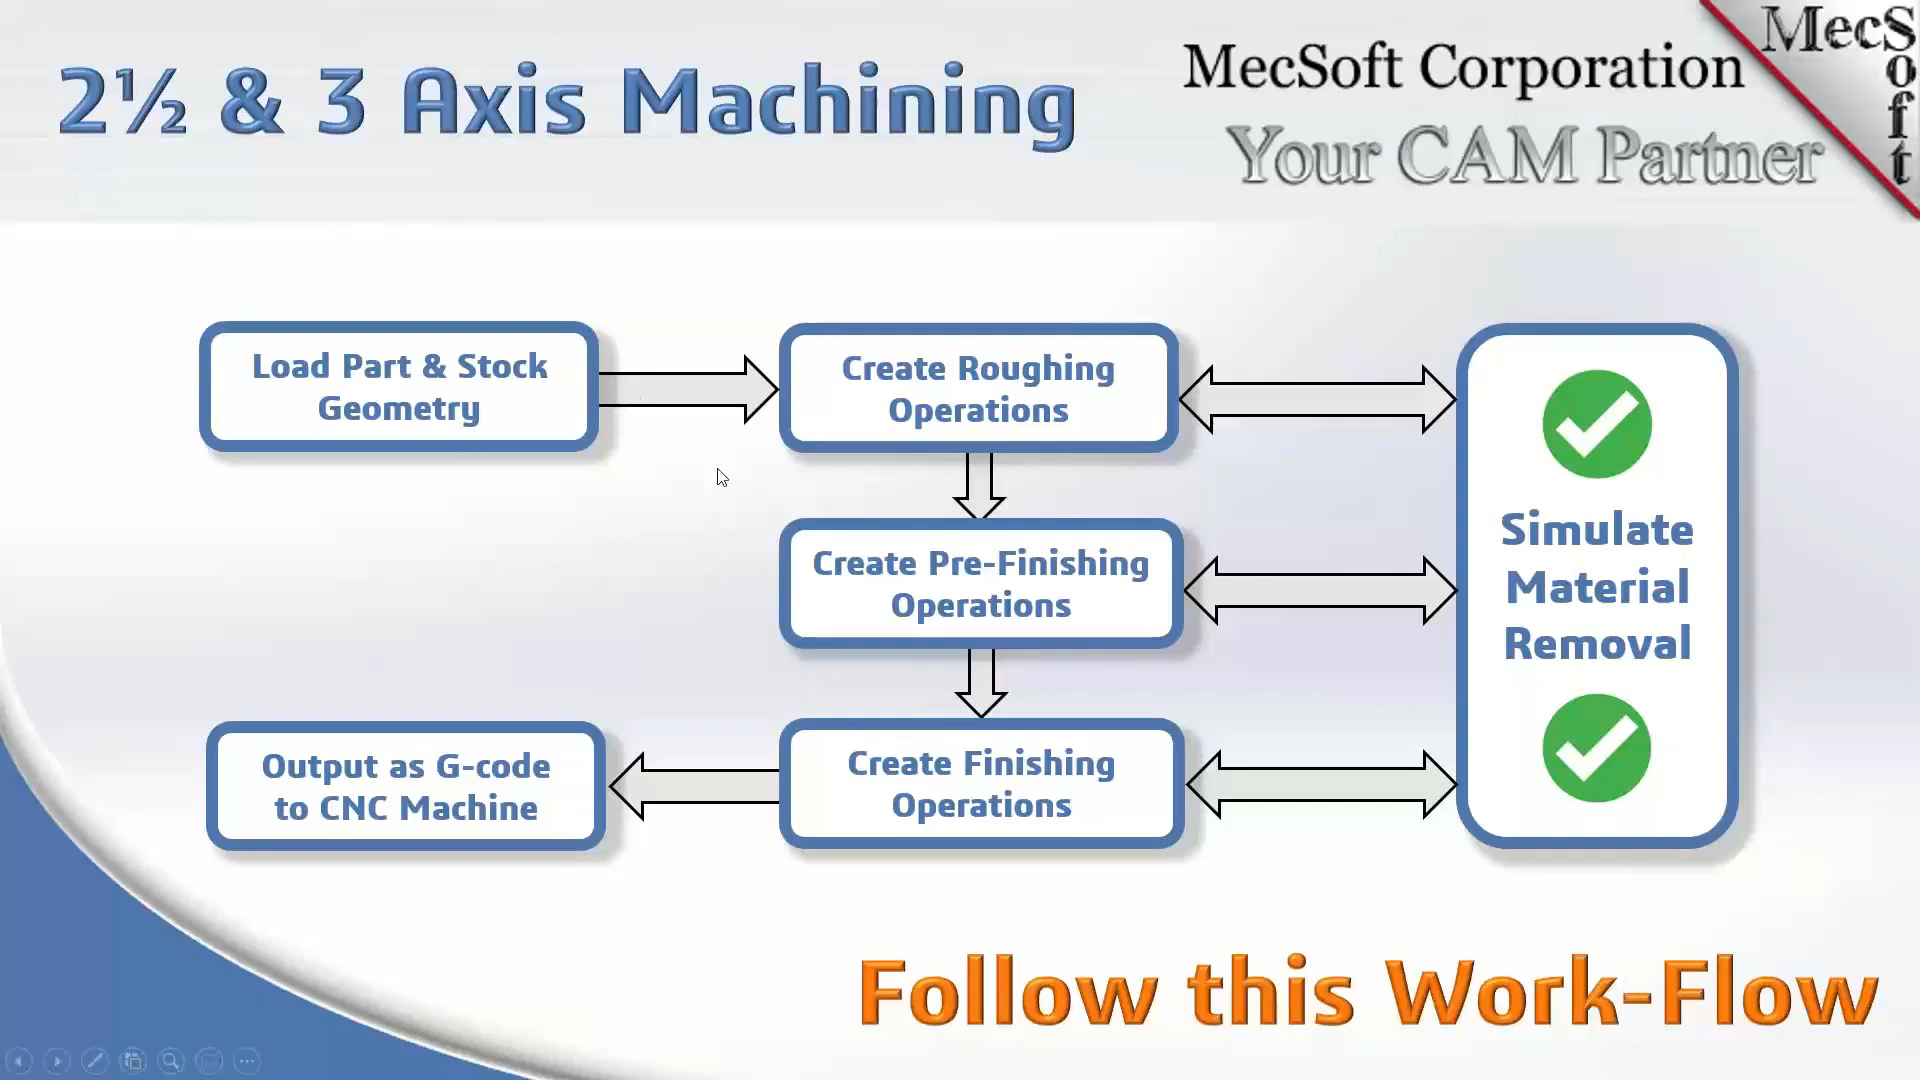 2½ & 3 Axis Machining
MecSoft Corporation
Your CAM Partner
MecSoft
Load Part & Stock
Geometry
Create Roughing
Operations
Create Pre-Finishing
Operations
Create Finishing
Operations
Output as G-code
to CNC Machine
Simulate
Material
Removal
Follow this Work-Flow